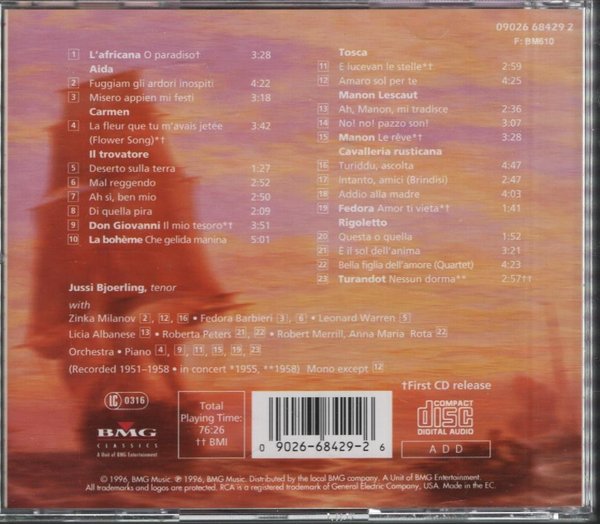 09026 68429 2
F: BM610
1 L'africana O paradiso† 3:28
Aida
2 Fuggiam gli ardori inospiti 4:22
3 Misero appien mi festi 3:18
Carmen
4 La fleur que tu m'avais jetée 3:42
(Flower Song)*†
Il trovatore
5 Deserto sulla terra 1:27
6 Mal reggendo 2:52
7 Ah sì, ben mio 2:50
8 Di quella pira 2:09
9 Don Giovanni Il mio tesoro*† 3:51
10 La bohème Che gelida manina 5:01
Tosca
11 E lucevan le stelle*† 2:59
12 Amaro sol per te 4:25
Manon Lescaut
13 Ah, Manon, mi tradisce 2:36
14 No! no! pazzo son! 3:07
15 Manon Le rêve*† 3:28
Cavalleria rusticana
16 Turiddu, ascolta 4:47
17 Intanto, amici (Brindisi) 2:47
18 Addio alla madre 4:03
19 Fedora Amor ti vieta*† 1:41
Rigoletto
20 Questa o quella 1:52
21 È il sol dell'anima 3:21
22 Bella figlia dell'amore (Quartet) 4:23
23 Turandot Nessun dorma** 2:57††
Jussi Bjoerling, tenor
with
Zinka Milanov 2, 12, 16 • Fedora Barbieri 3, 6 • Leonard Warren 5
Licia Albanese 13 • Roberta Peters 21, 22 • Robert Merrill, Anna Maria Rota 22
Orchestra • Piano 4, 9, 11, 15, 19, 23
(Recorded 1951–1958 • in concert *1955, **1958) Mono except 12
†First CD release
LC 0316
BMG
CLASSICS
A Unit of BMG Entertainment
Total
Playing Time:
76:26
†† BMI
0 9026-68429-2 6
COMPACT
disc
DIGITAL AUDIO
ADD
© 1996, BMG Music. ℗ 1996, BMG Music. Distributed by the local BMG company. A Unit of BMG Entertainment.
All trademarks and logos are protected. RCA is a registered trademark of General Electric Company, USA. Made in the EC.